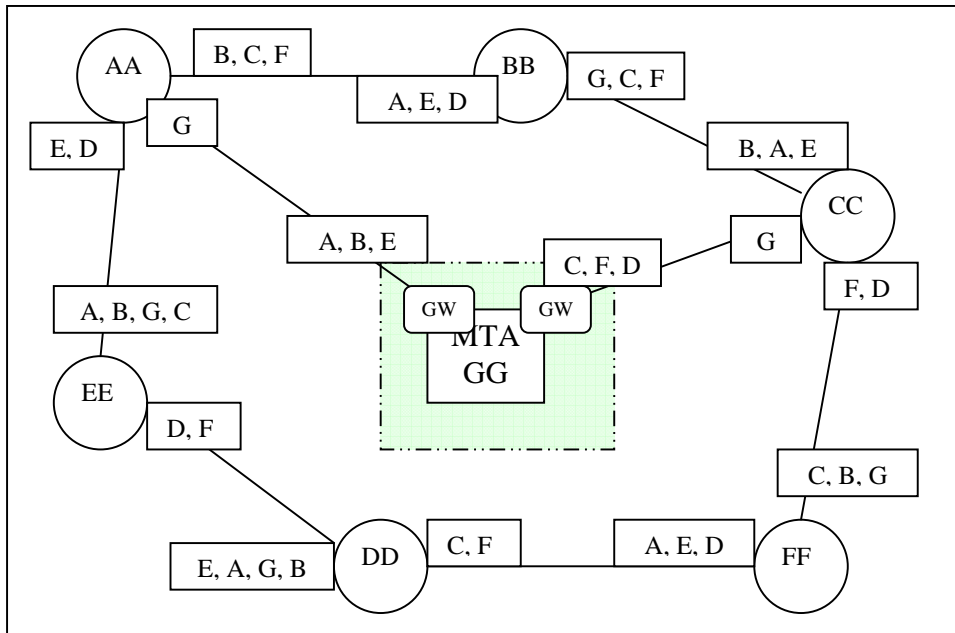 AA
B, C, F
BB
G, C, F
A, E, D
G
E, D
B, A, E
CC
A, B, E
C, F, D
G
F, D
A, B, G, C
GW
GW
MTA
GG
EE
D, F
C, B, G
E, A, G, B
DD
C, F
A, E, D
FF